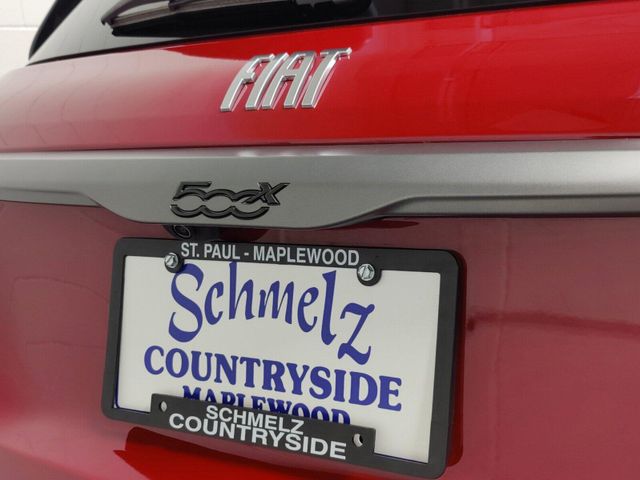 FIAT
500X
ST. PAUL - MAPLEWOOD
Schmelz
COUNTRYSIDE
MAPLEWOOD
SCHMELZ
COUNTRYSIDE